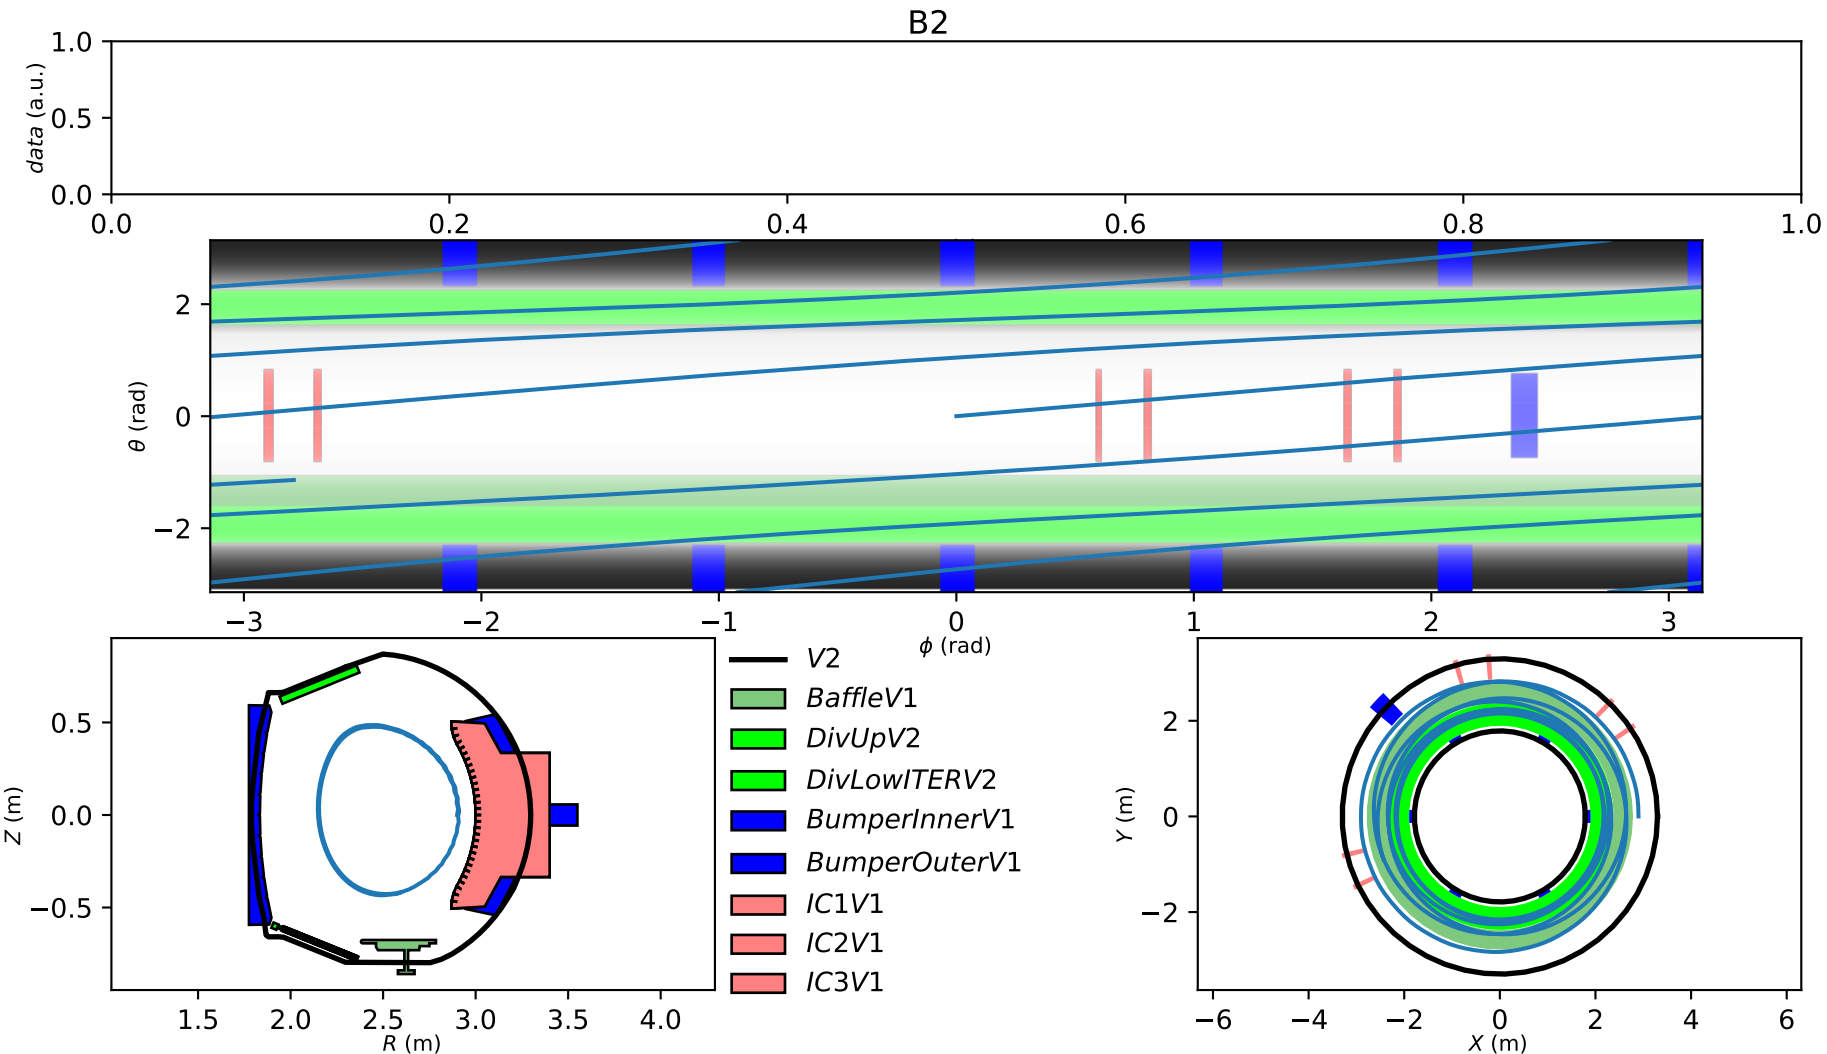 B2
1.0
0.5
0.0
data (a.u.)
0.0 0.2 0.4 0.6 0.8 1.0
2
0
−2
θ (rad)
−3 −2 −1 0 1 2 3
ϕ (rad)
0.5
0.0
−0.5
Z (m)
1.5 2.0 2.5 3.0 3.5 4.0
R (m)
V2
BaffleV1
DivUpV2
DivLowITERV2
BumperInnerV1
BumperOuterV1
IC1V1
IC2V1
IC3V1
2
0
−2
Y (m)
−6 −4 −2 0 2 4 6
X (m)